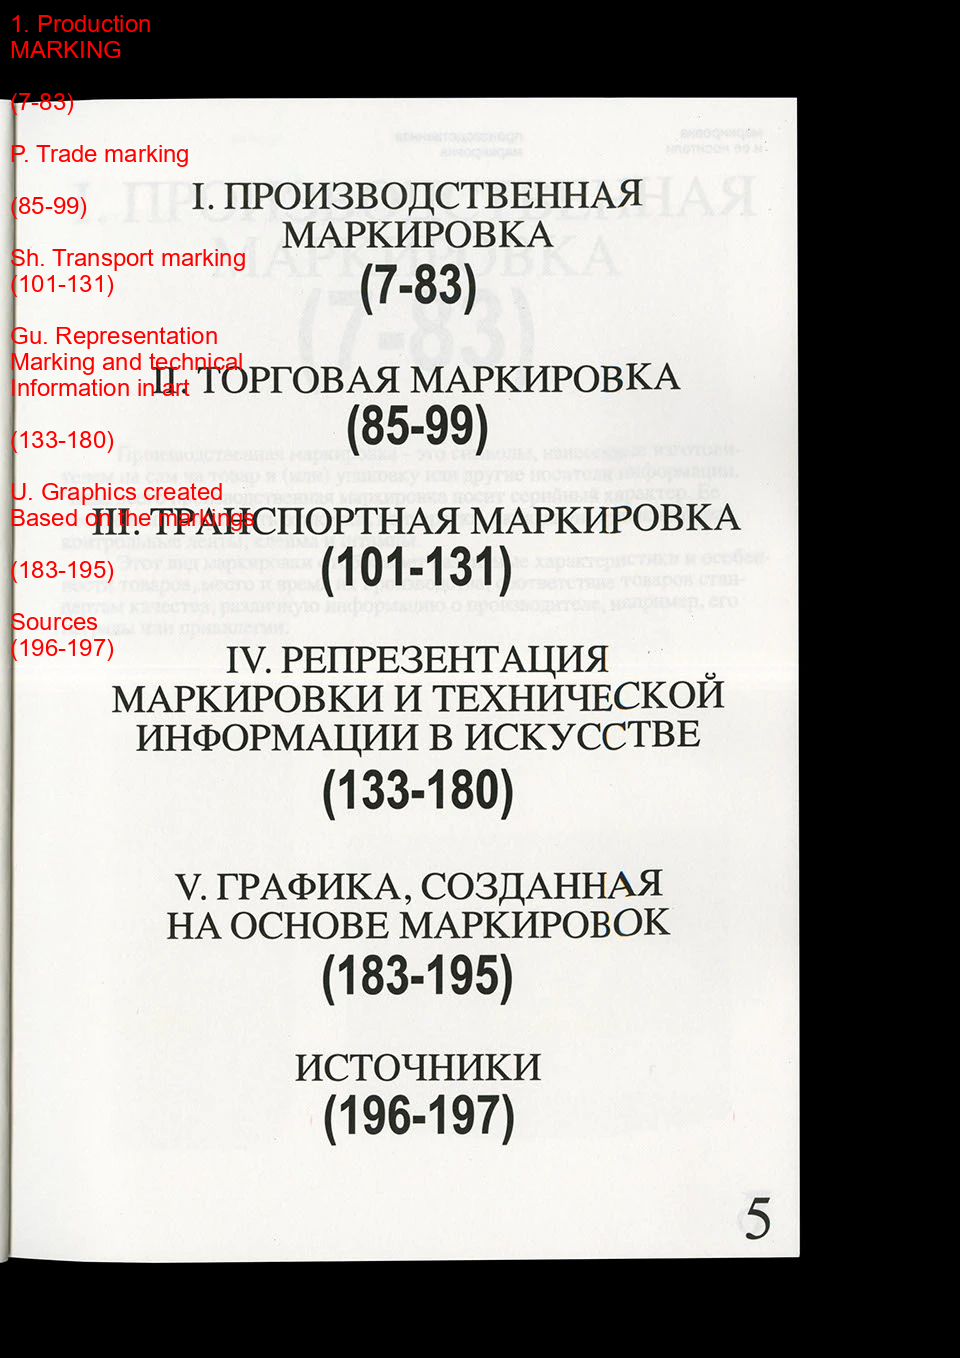 1. Production
MARKING
(7-83)
P. Trade marking
(85-99)
Sh. Transport marking
(101-131)
Gu. Representation
Marking and technical
Information in art
(133-180)
U. Graphics created
Based on the markings
(183-195)
Sources
(196-197)
I. ПРОИЗВОДСТВЕННАЯ
МАРКИРОВКА
(7-83)
II. ТОРГОВАЯ МАРКИРОВКА
(85-99)
III. ТРАНСПОРТНАЯ МАРКИРОВКА
(101-131)
IV. РЕПРЕЗЕНТАЦИЯ
МАРКИРОВКИ И ТЕХНИЧЕСКОЙ
ИНФОРМАЦИИ В ИСКУССТВЕ
(133-180)
V. ГРАФИКА, СОЗДАННАЯ
НА ОСНОВЕ МАРКИРОВОК
(183-195)
ИСТОЧНИКИ
(196-197)
5